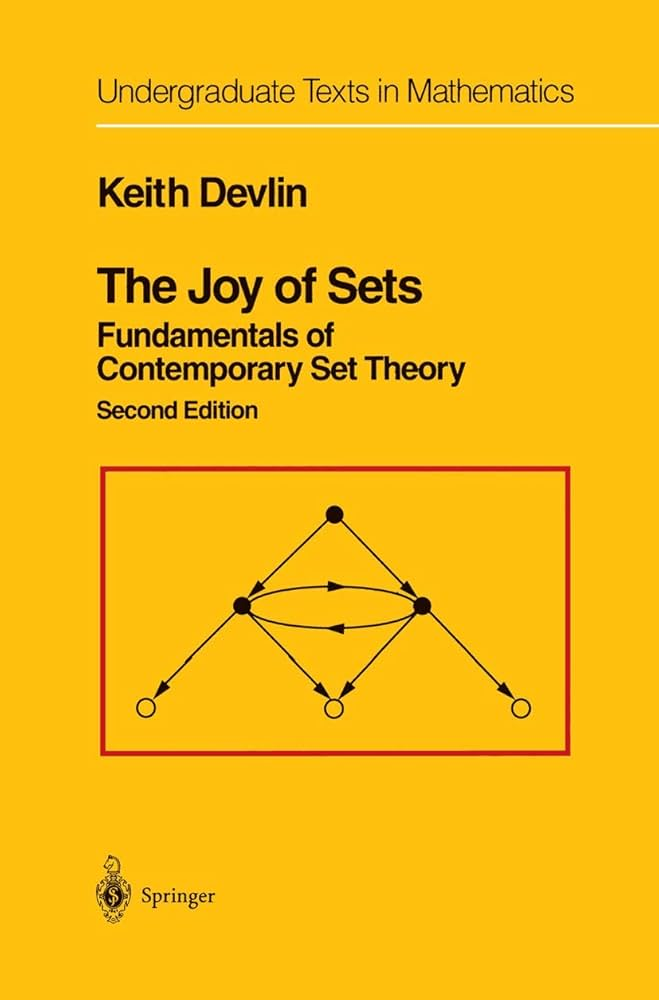 Undergraduate Texts in Mathematics
Keith Devlin
The Joy of Sets
Fundamentals of
Contemporary Set Theory
Second Edition
S
Springer